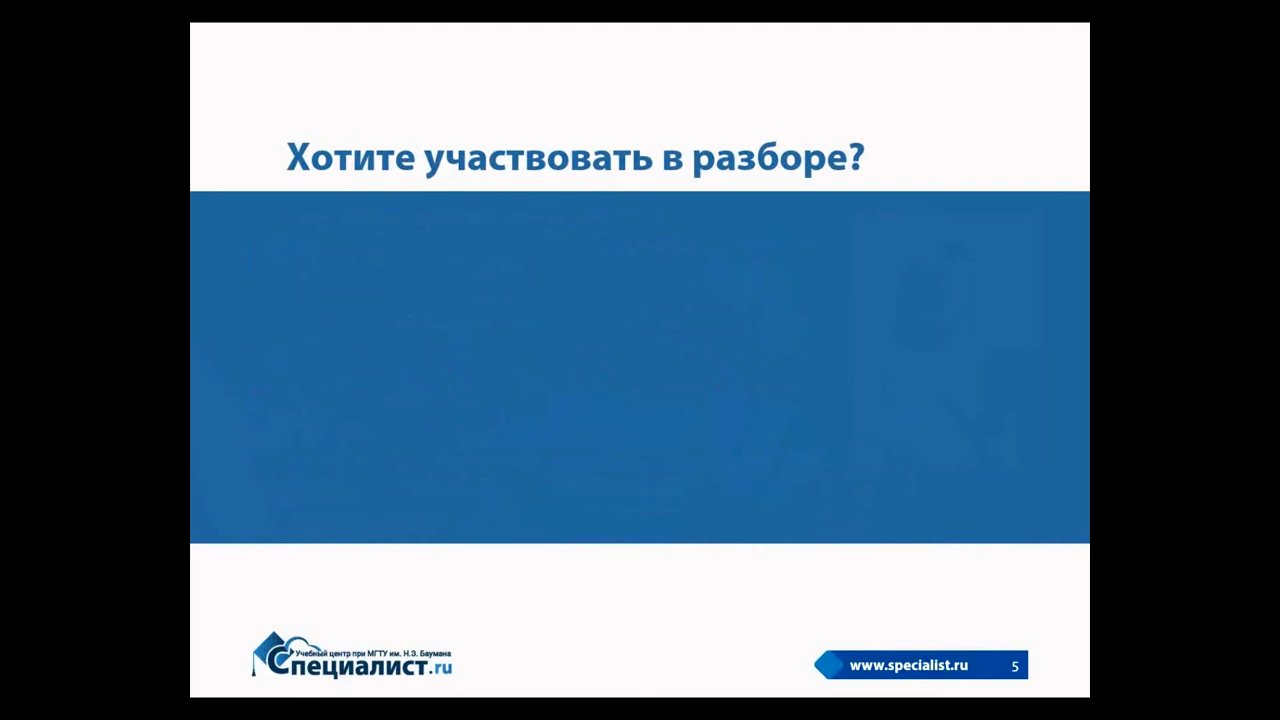 Хотите участвовать в разборе?
Учебный центр при МГТУ им. Н.Э. Баумана
Специалист.ru
www.specialist.ru 5